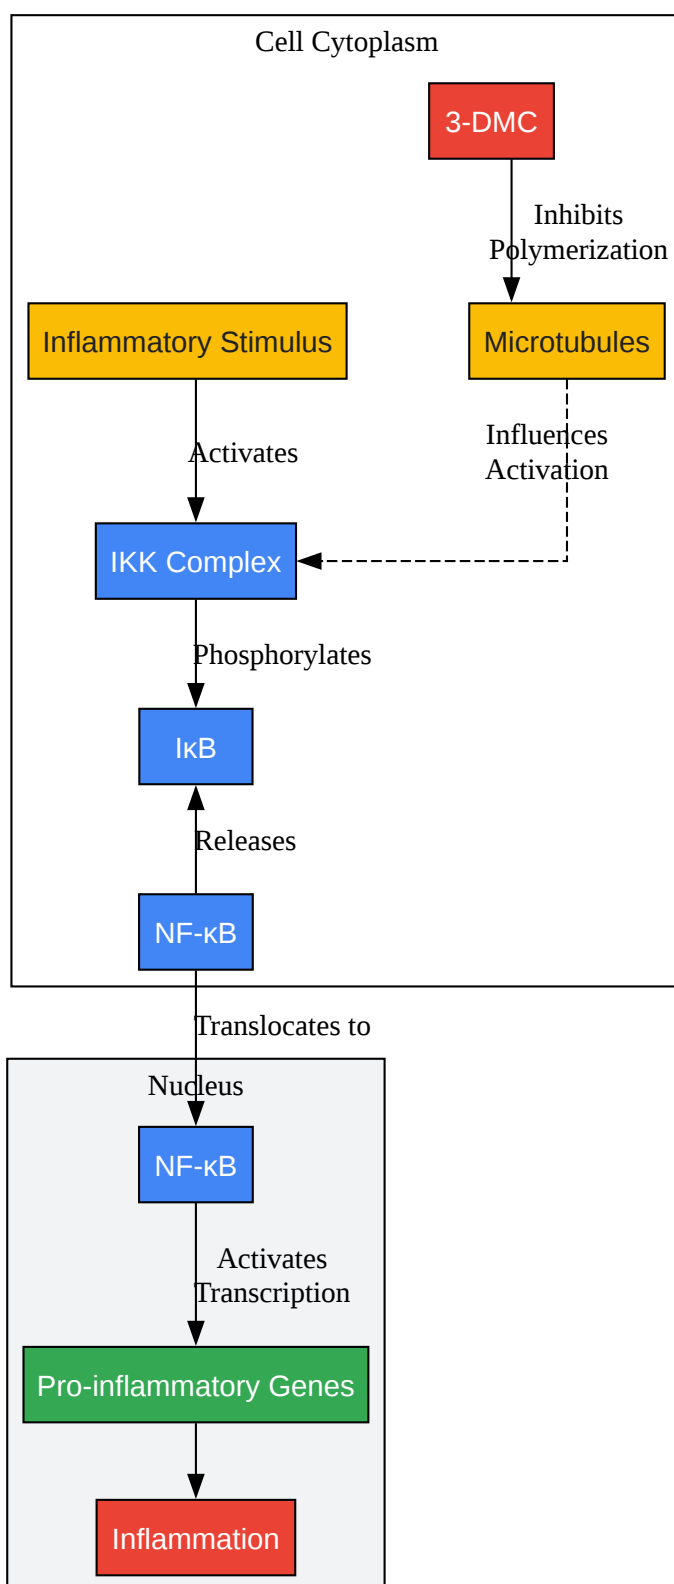 Cell Cytoplasm
3-DMC
Inhibits
Polymerization
Inflammatory Stimulus
Microtubules
Activates
Influences
Activation
IKK Complex
Phosphorylates
IκB
Releases
NF-κB
Translocates to
Nucleus
NF-κB
Activates
Transcription
Pro-inflammatory Genes
Inflammation